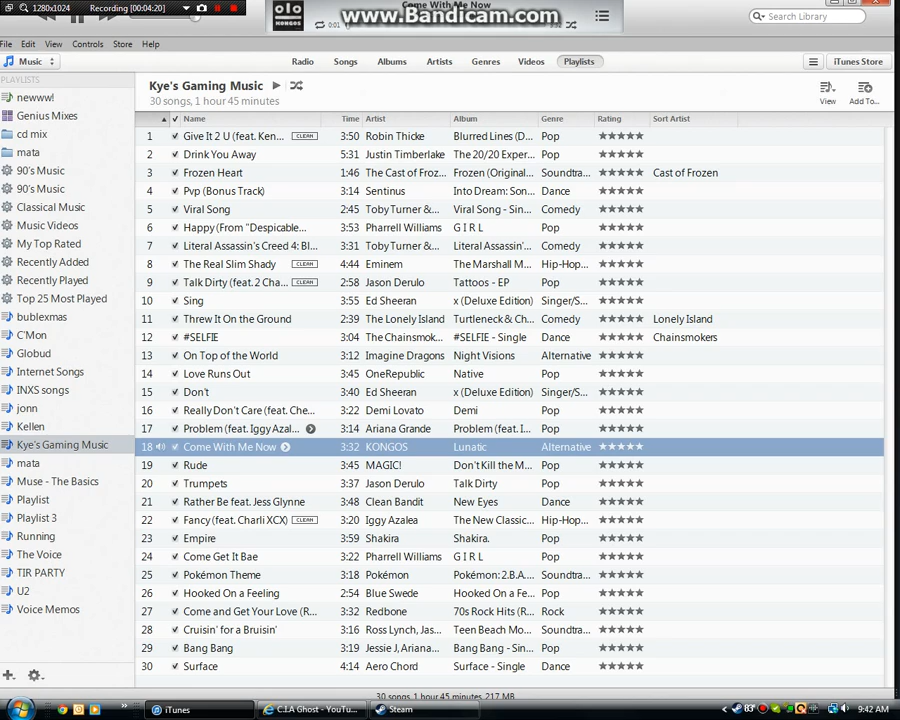 1280x1024
Recording [00:04:20]
Come With Me Now
www.Bandicam.com
KONGOS
0:01
Search Library
File Edit View Controls Store Help
Music
Radio Songs Albums Artists Genres Videos Playlists
iTunes Store
PLAYLISTS
newww!
Genius Mixes
cd mix
mata
90's Music
90's Music
Classical Music
Music Videos
My Top Rated
Recently Added
Recently Played
Top 25 Most Played
bublexmas
C'Mon
Globud
Internet Songs
INXS songs
jonn
Kellen
Kye's Gaming Music
mata
Muse - The Basics
Playlist
Playlist 3
Running
The Voice
TIR PARTY
U2
Voice Memos
Kye's Gaming Music
30 songs, 1 hour 45 minutes
View Add To...
Name Time Artist Album Genre Rating Sort Artist
1 Give It 2 U (feat. Ken... CLEAN 3:50 Robin Thicke Blurred Lines (D... Pop
2 Drink You Away 5:31 Justin Timberlake The 20/20 Exper... Pop
3 Frozen Heart 1:46 The Cast of Froz... Frozen (Original... Soundtra... Cast of Frozen
4 Pvp (Bonus Track) 3:14 Sentinus Into Dream: Son... Dance
5 Viral Song 2:45 Toby Turner &... Viral Song - Sin... Comedy
6 Happy (From "Despicable... 3:53 Pharrell Williams G I R L Pop
7 Literal Assassin's Creed 4: Bl... 3:31 Toby Turner &... Literal Assassin'... Comedy
8 The Real Slim Shady CLEAN 4:44 Eminem The Marshall M... Hip-Hop...
9 Talk Dirty (feat. 2 Cha... CLEAN 2:58 Jason Derulo Tattoos - EP Pop
10 Sing 3:55 Ed Sheeran x (Deluxe Edition) Singer/S...
11 Threw It On the Ground 2:39 The Lonely Island Turtleneck & Ch... Comedy Lonely Island
12 #SELFIE 3:04 The Chainsmok... #SELFIE - Single Dance Chainsmokers
13 On Top of the World 3:12 Imagine Dragons Night Visions Alternative
14 Love Runs Out 3:45 OneRepublic Native Pop
15 Don't 3:40 Ed Sheeran x (Deluxe Edition) Singer/S...
16 Really Don't Care (feat. Che... 3:22 Demi Lovato Demi Pop
17 Problem (feat. Iggy Azal... 3:14 Ariana Grande Problem (feat. I... Pop
18 Come With Me Now 3:32 KONGOS Lunatic Alternative
19 Rude 3:45 MAGIC! Don't Kill the M... Pop
20 Trumpets 3:37 Jason Derulo Talk Dirty Pop
21 Rather Be feat. Jess Glynne 3:48 Clean Bandit New Eyes Dance
22 Fancy (feat. Charli XCX) CLEAN 3:20 Iggy Azalea The New Classic... Hip-Hop...
23 Empire 3:59 Shakira Shakira. Pop
24 Come Get It Bae 3:22 Pharrell Williams G I R L Pop
25 Pokémon Theme 3:18 Pokémon Pokémon: 2.B.A... Soundtra...
26 Hooked On a Feeling 2:54 Blue Swede Hooked On a Fe... Pop
27 Come and Get Your Love (R... 3:26 Redbone 70s Rock Hits (R... Rock
28 Cruisin' for a Bruisin' 3:16 Ross Lynch, Jas... Teen Beach Mo... Soundtra...
29 Bang Bang 3:19 Jessie J, Ariana... Bang Bang - Sin... Pop
30 Surface 4:14 Aero Chord Surface - Single Dance
30 songs, 1 hour 45 minutes, 217 MB
iTunes
C.I.A Ghost - YouTu...
Steam
83°
9:42 AM